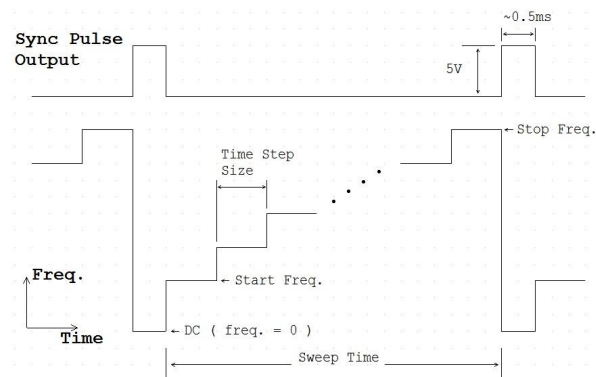 ~0.5ms
Sync Pulse
Output
5V
← Stop Freq.
Time Step
Size
Freq.
← Start Freq.
← DC ( freq. = 0 )
Time
Sweep Time